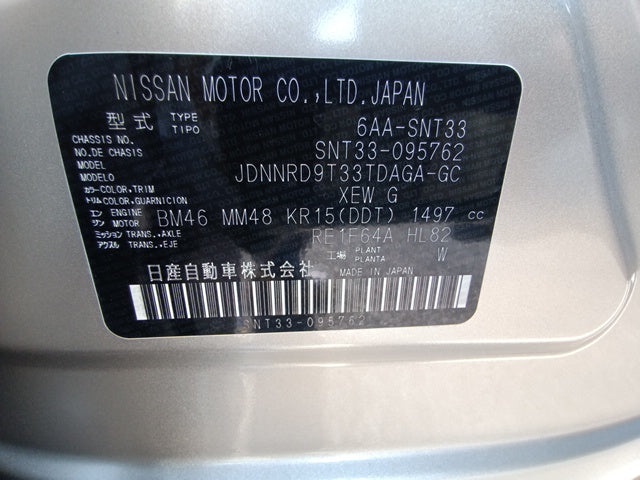 NISSAN MOTOR CO.,LTD.JAPAN
型式 TYPE TIPO 6AA-SNT33
CHASSIS NO. NO.DE CHASIS SNT33-095762
MODEL MODELO JDNNRD9T33TDAGA-GC
カラー COLOR,TRIM トリム COLOR,GUARNICION XEW G
エンジン ENGINE MOTOR BM46 MM48 KR15(DDT) 1497 cc
ミッション TRANS.,AXLE アクスル TRANS.,EJE RE1F64A HL82
工場 PLANT PLANTA W
日産自動車株式会社 MADE IN JAPAN
SNT33-095762